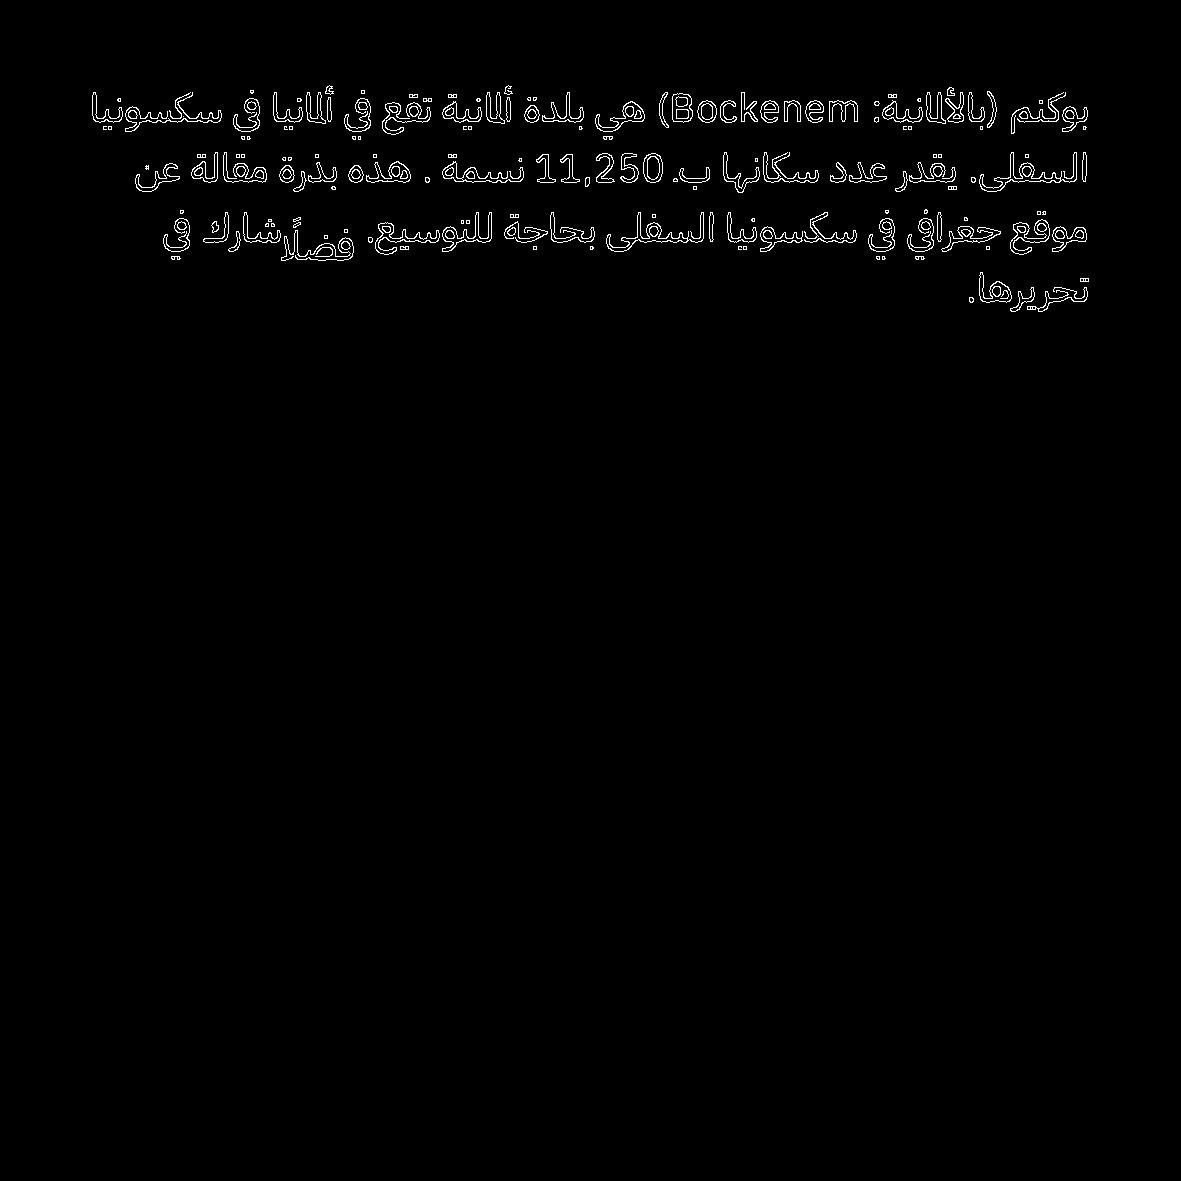 بوكنم (بالألمانية: Bockenem) هي بلدة ألمانية تقع في ألمانيا في سكسونيا
السفلى. يقدر عدد سكانها ب. 11,250 نسمة . هذه بذرة مقالة عن
موقع جغرافي في سكسونيا السفلى بحاجة للتوسيع. فضلًا شارك في
تحريرها.